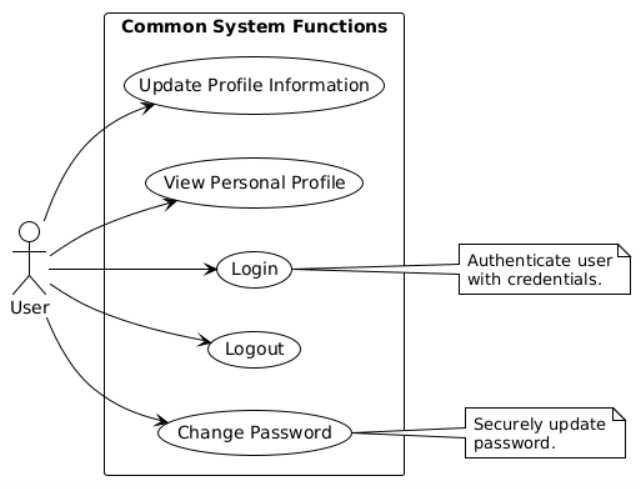 Common System Functions
Update Profile Information
View Personal Profile
Login
Authenticate user
with credentials.
User
Logout
Change Password
Securely update
password.